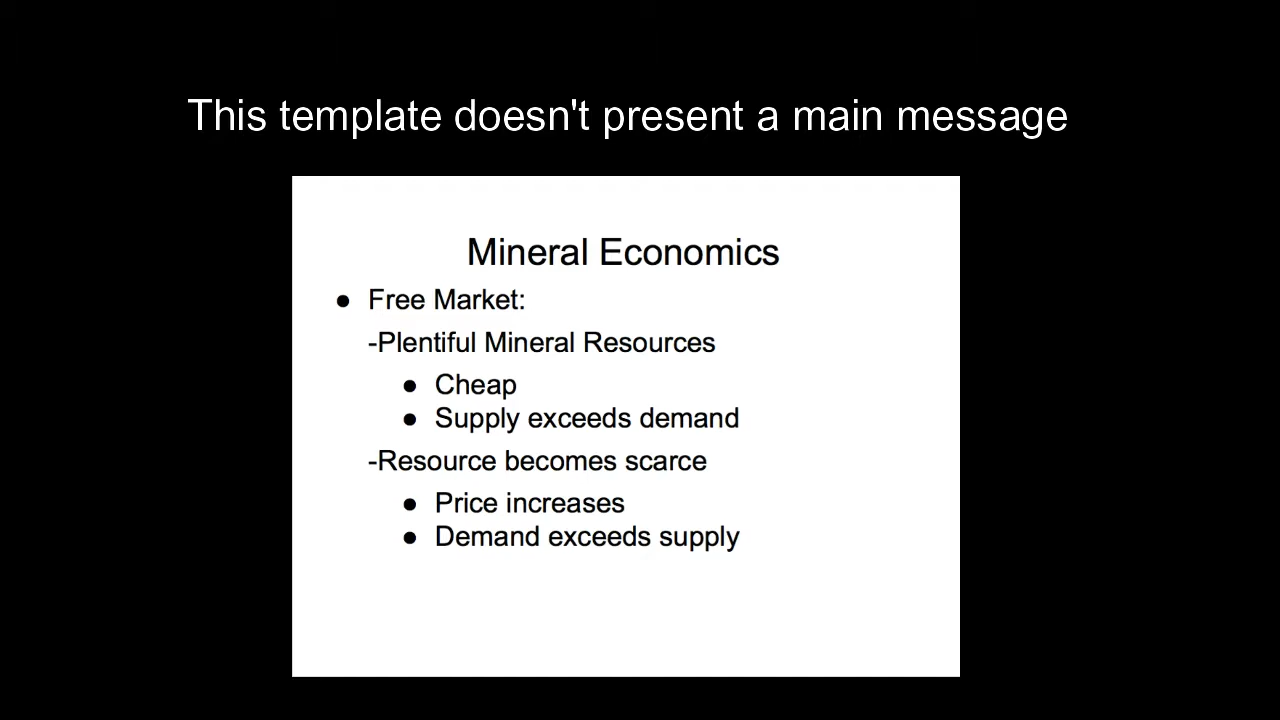 This template doesn't present a main message
Mineral Economics
● Free Market:
-Plentiful Mineral Resources
● Cheap
● Supply exceeds demand
-Resource becomes scarce
● Price increases
● Demand exceeds supply